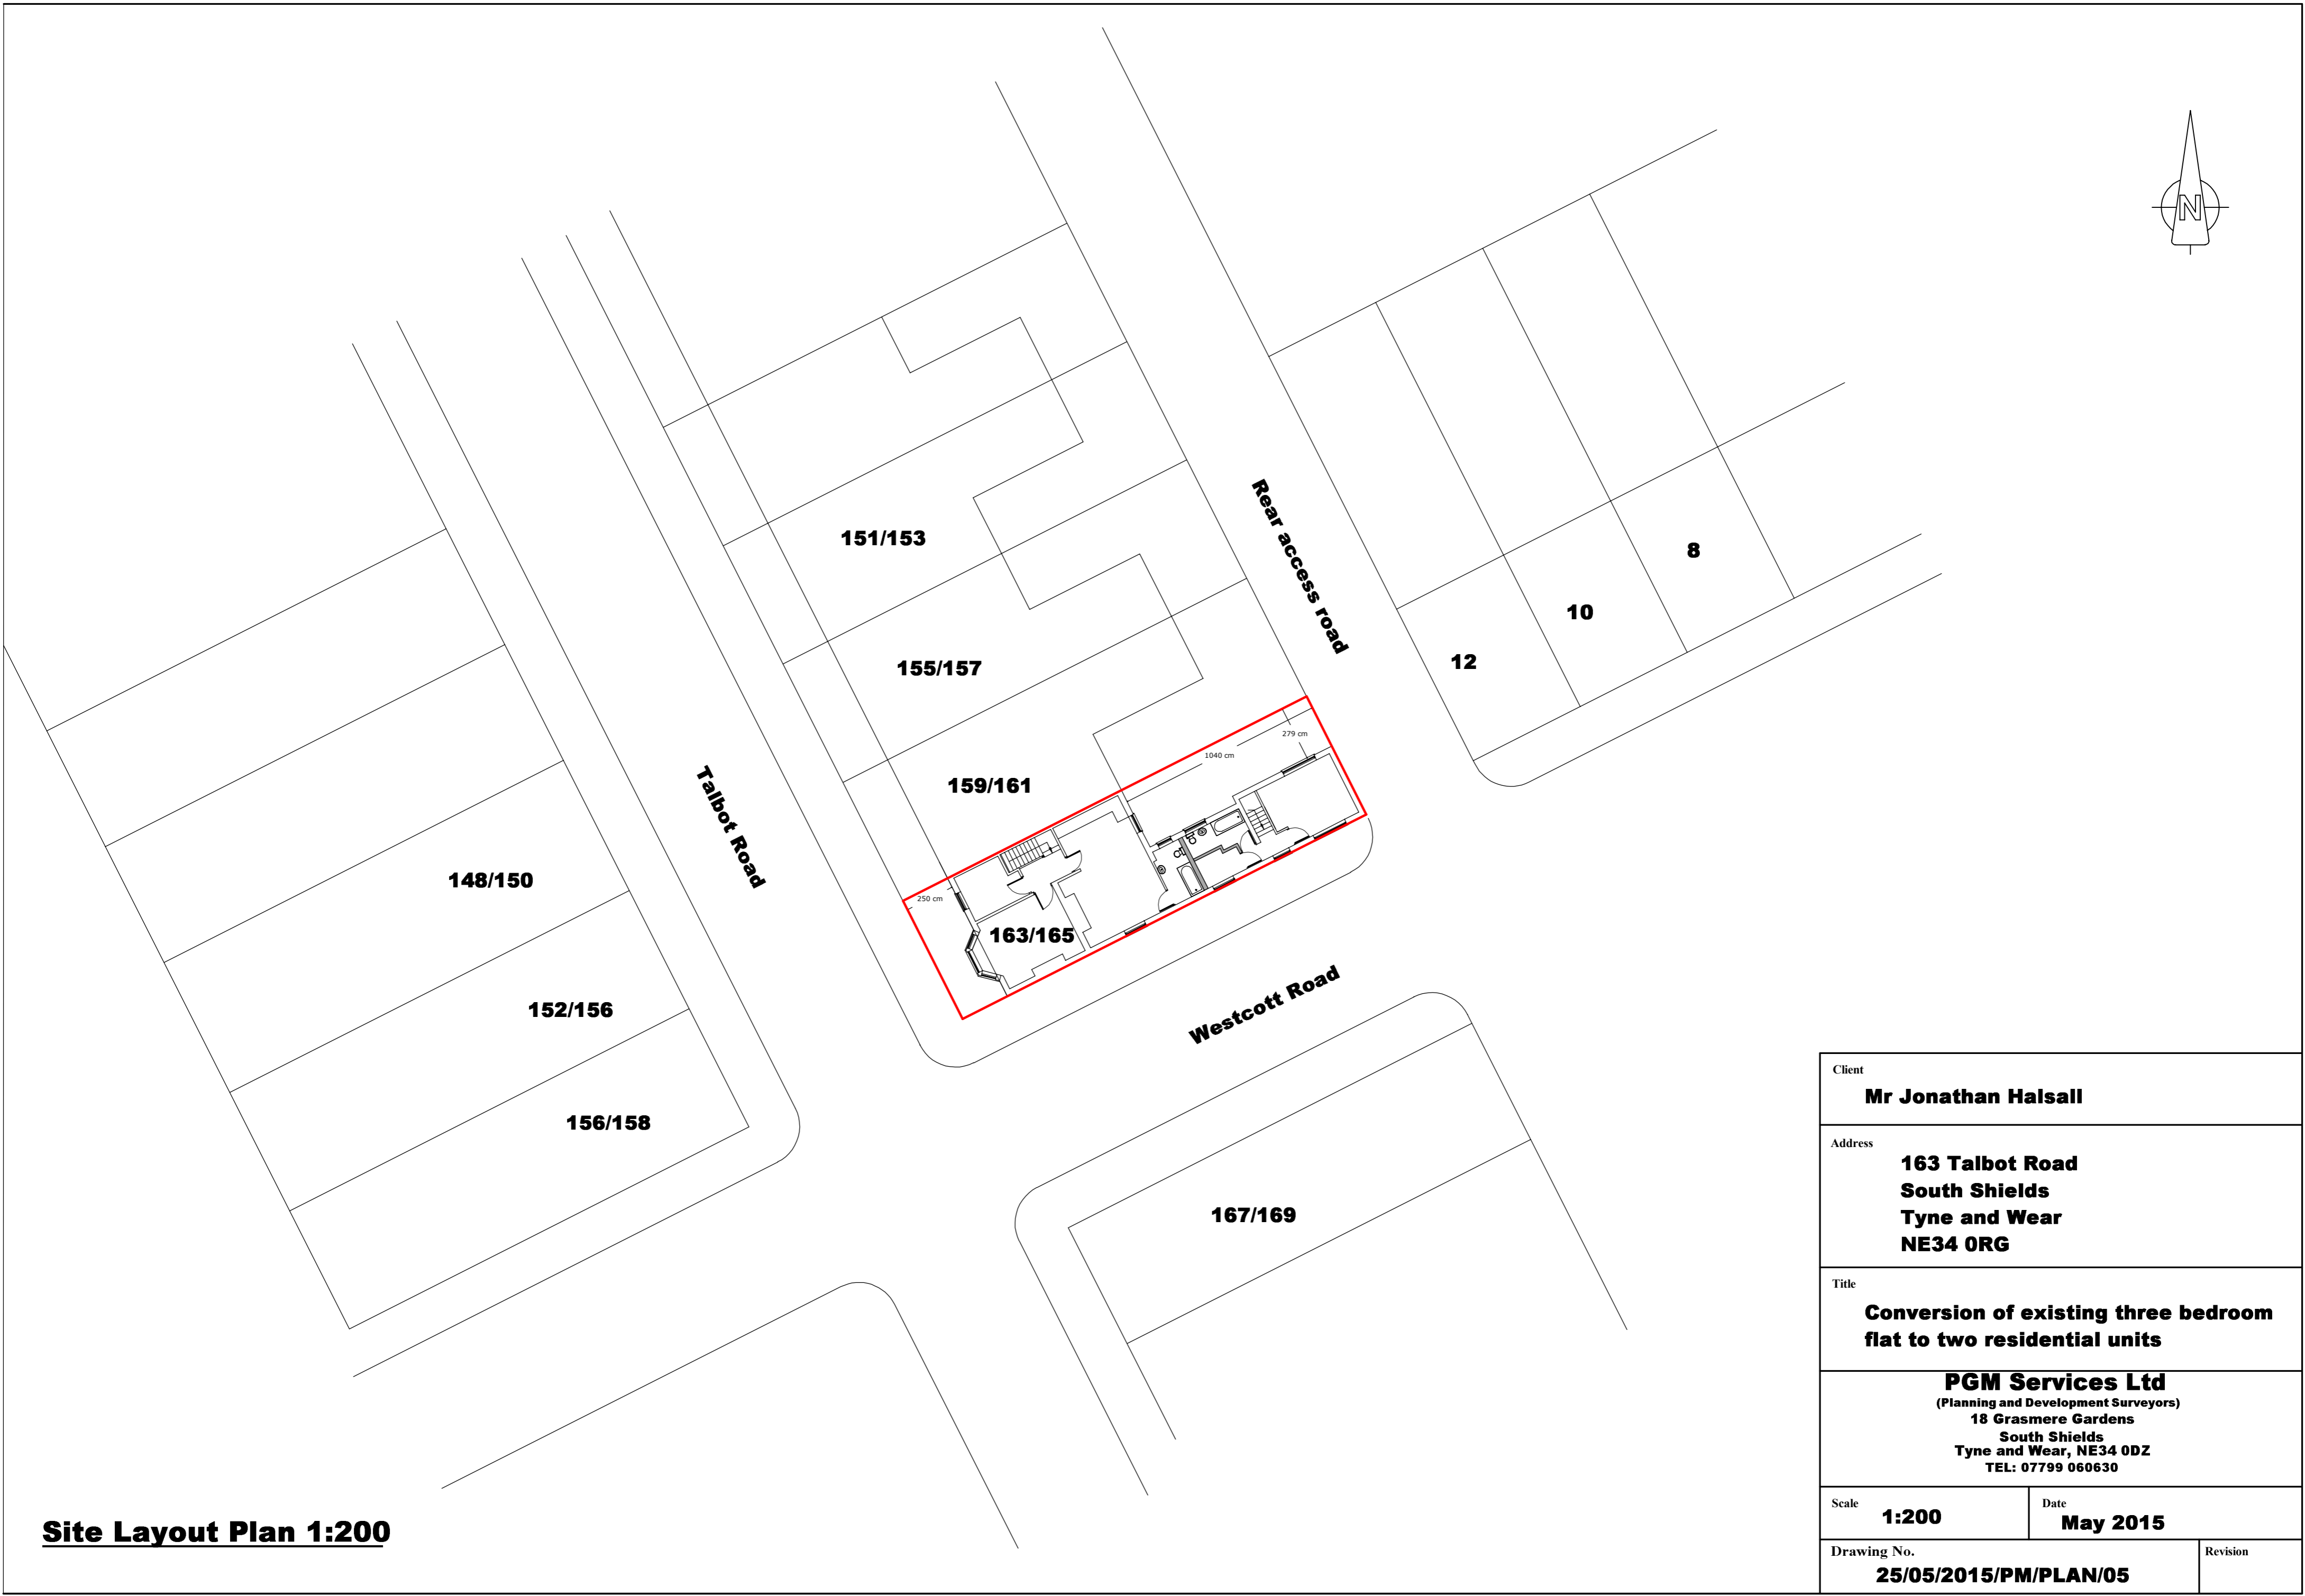 N
151/153
Rear access road
8
10
12
155/157
279 cm
1040 cm
159/161
Talbot Road
148/150
250 cm
163/165
Westcott Road
152/156
156/158
167/169
Client
Mr Jonathan Halsall
Address
163 Talbot Road
South Shields
Tyne and Wear
NE34 0RG
Title
Conversion of existing three bedroom
flat to two residential units
PGM Services Ltd
(Planning and Development Surveyors)
18 Grasmere Gardens
South Shields
Tyne and Wear, NE34 0DZ
TEL: 07799 060630
Scale
1:200
Date
May 2015
Drawing No.
25/05/2015/PM/PLAN/05
Revision
Site Layout Plan 1:200